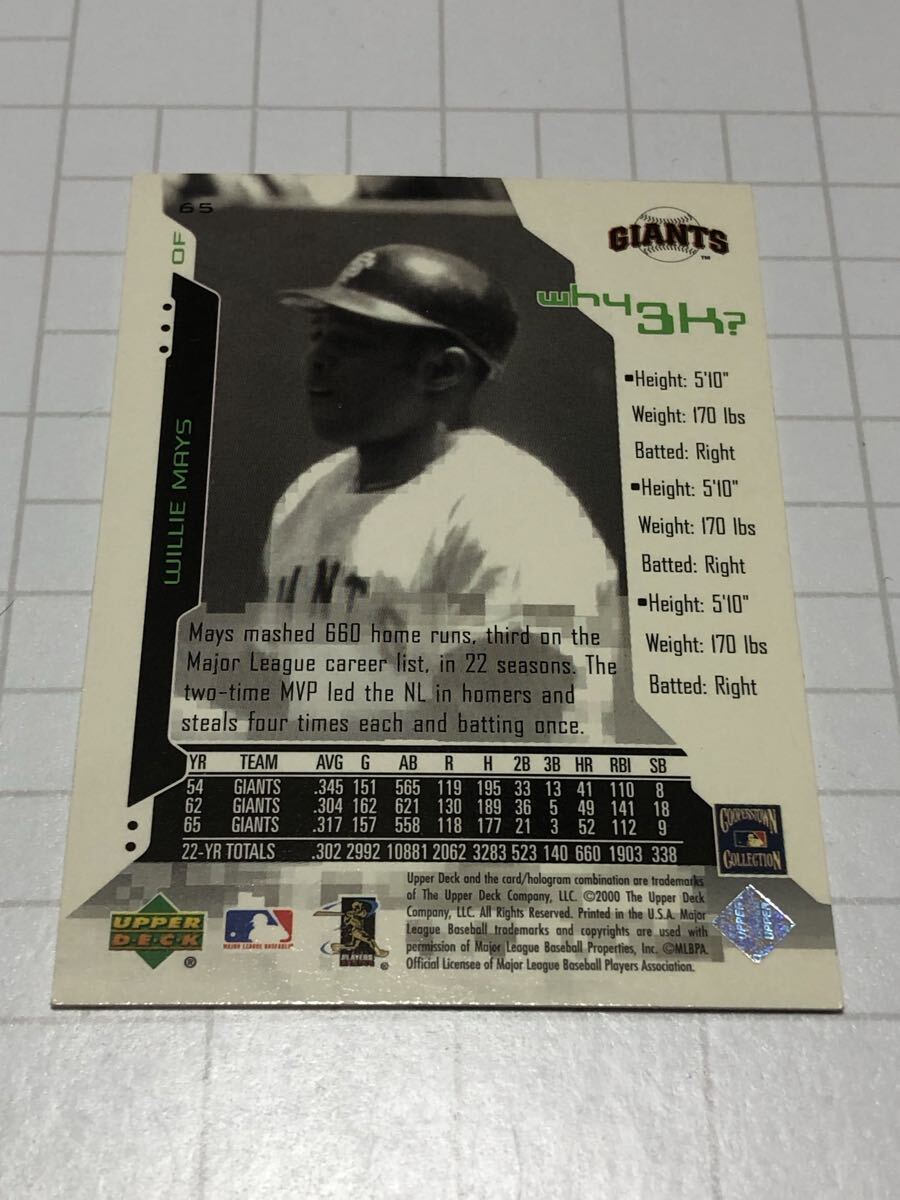 65
OF
WILLIE MAYS
GIANTS
TM
why
3K?
Height: 5'10"
Weight: 170 lbs
Batted: Right
Height: 5'10"
Weight: 170 lbs
Batted: Right
Height: 5'10"
Weight: 170 lbs
Batted: Right
Mays mashed 660 home runs, third on the
Major League career list, in 22 seasons. The
two-time MVP led the NL in homers and
steals four times each and batting once.
YR TEAM AVG G AB R H 2B 3B HR RBI SB
54 GIANTS .345 151 565 119 195 33 13 41 110 8
62 GIANTS .304 162 621 130 189 36 5 49 141 18
65 GIANTS .317 157 558 118 177 21 3 52 112 9
22-YR TOTALS .302 2992 10881 2062 3283 523 140 660 1903 338
COOPERSTOWN
COLLECTION
Upper Deck and the card/hologram combination are trademarks
of The Upper Deck Company, LLC. ©2000 The Upper Deck
Company, LLC. All Rights Reserved. Printed in the U.S.A. Major
League Baseball trademarks and copyrights are used with
permission of Major League Baseball Properties, Inc. ©MLBPA
Official Licensee of Major League Baseball Players Association.
UPPER
DECK
®
MAJOR LEAGUE BASEBALL
PLAYERS
®
UPPER
UPPER